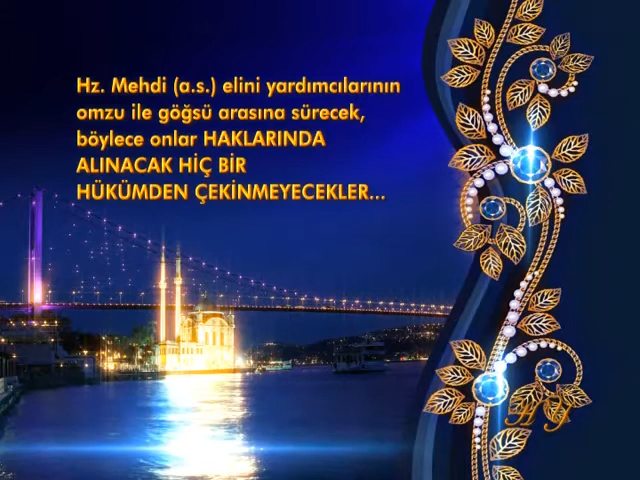 Hz. Mehdi (a.s.) elini yardımcılarının
omzu ile göğsü arasına sürecek,
böylece onlar HAKLARINDA
ALINACAK HİÇ BİR
HÜKÜMDEN ÇEKİNMEYECEKLER...